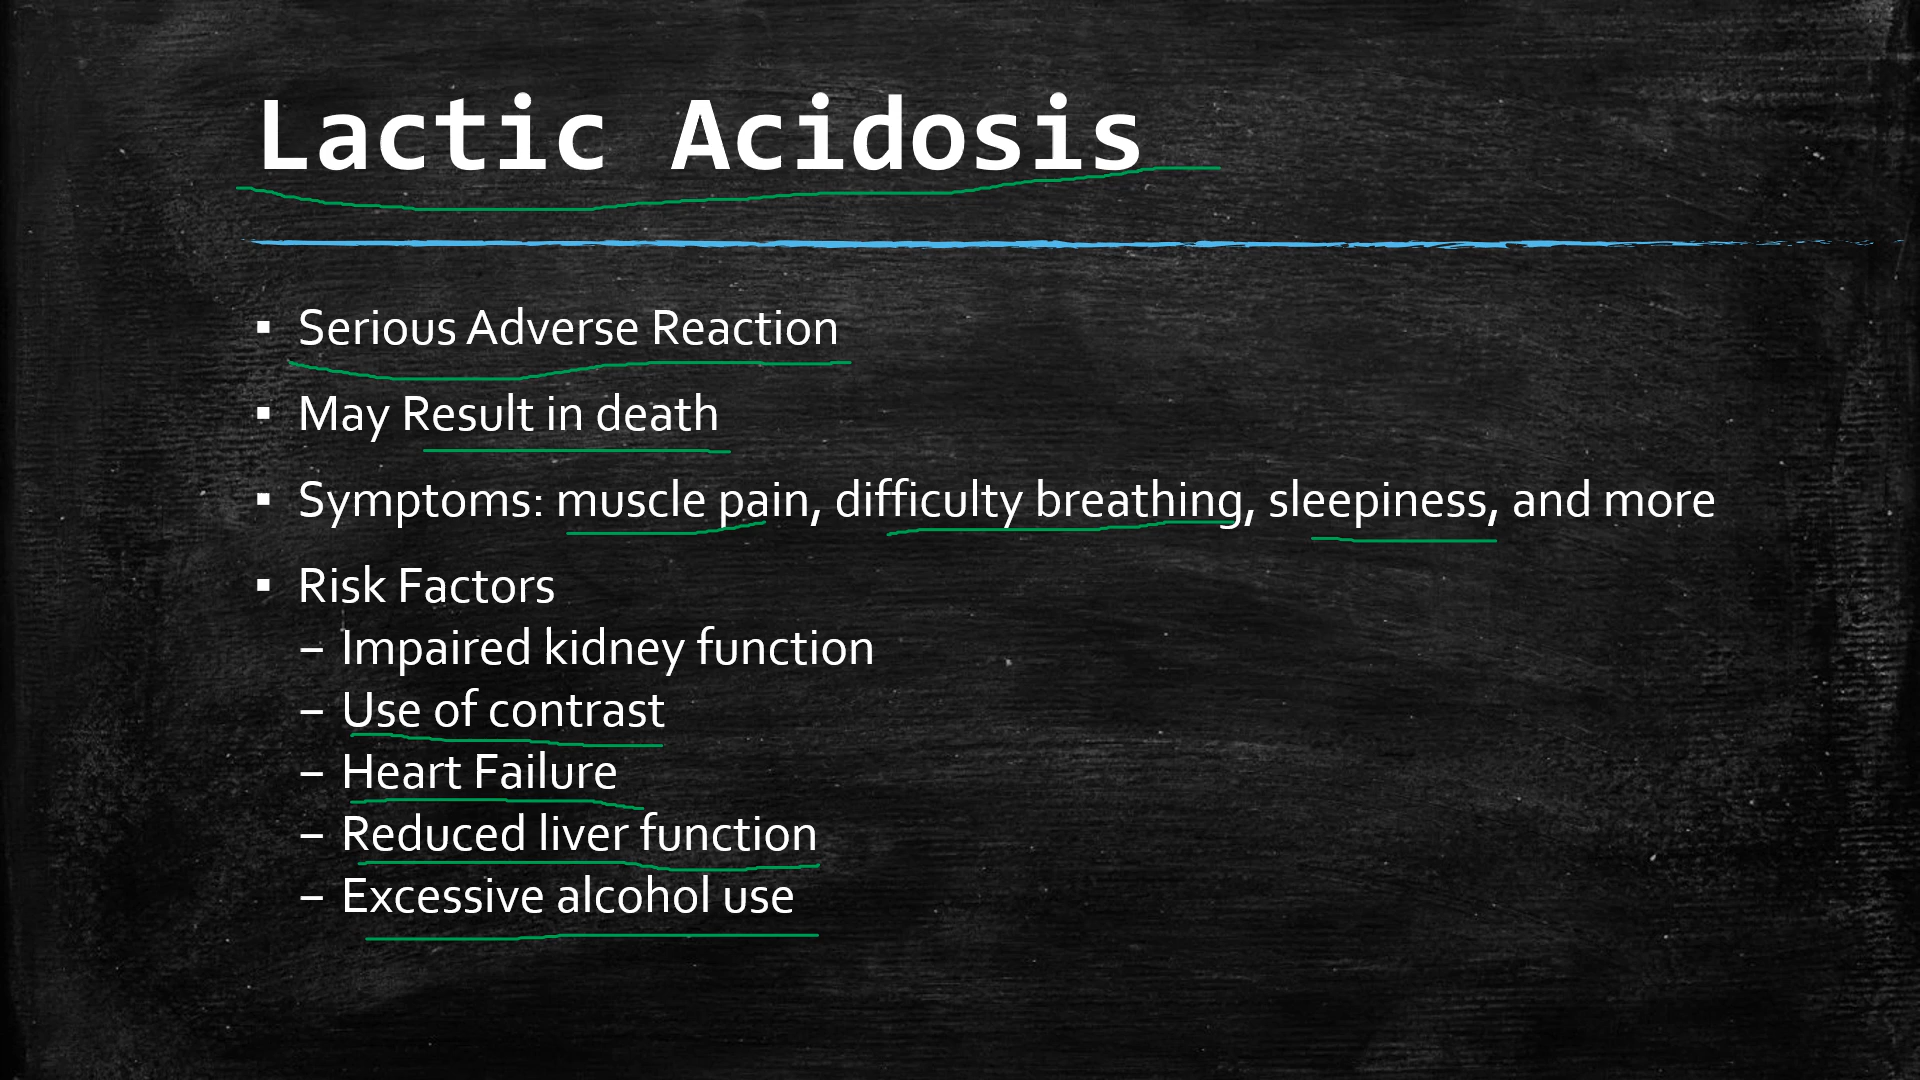 Lactic Acidosis
▪ Serious Adverse Reaction
▪ May Result in death
▪ Symptoms: muscle pain, difficulty breathing, sleepiness, and more
▪ Risk Factors
– Impaired kidney function
– Use of contrast
– Heart Failure
– Reduced liver function
– Excessive alcohol use